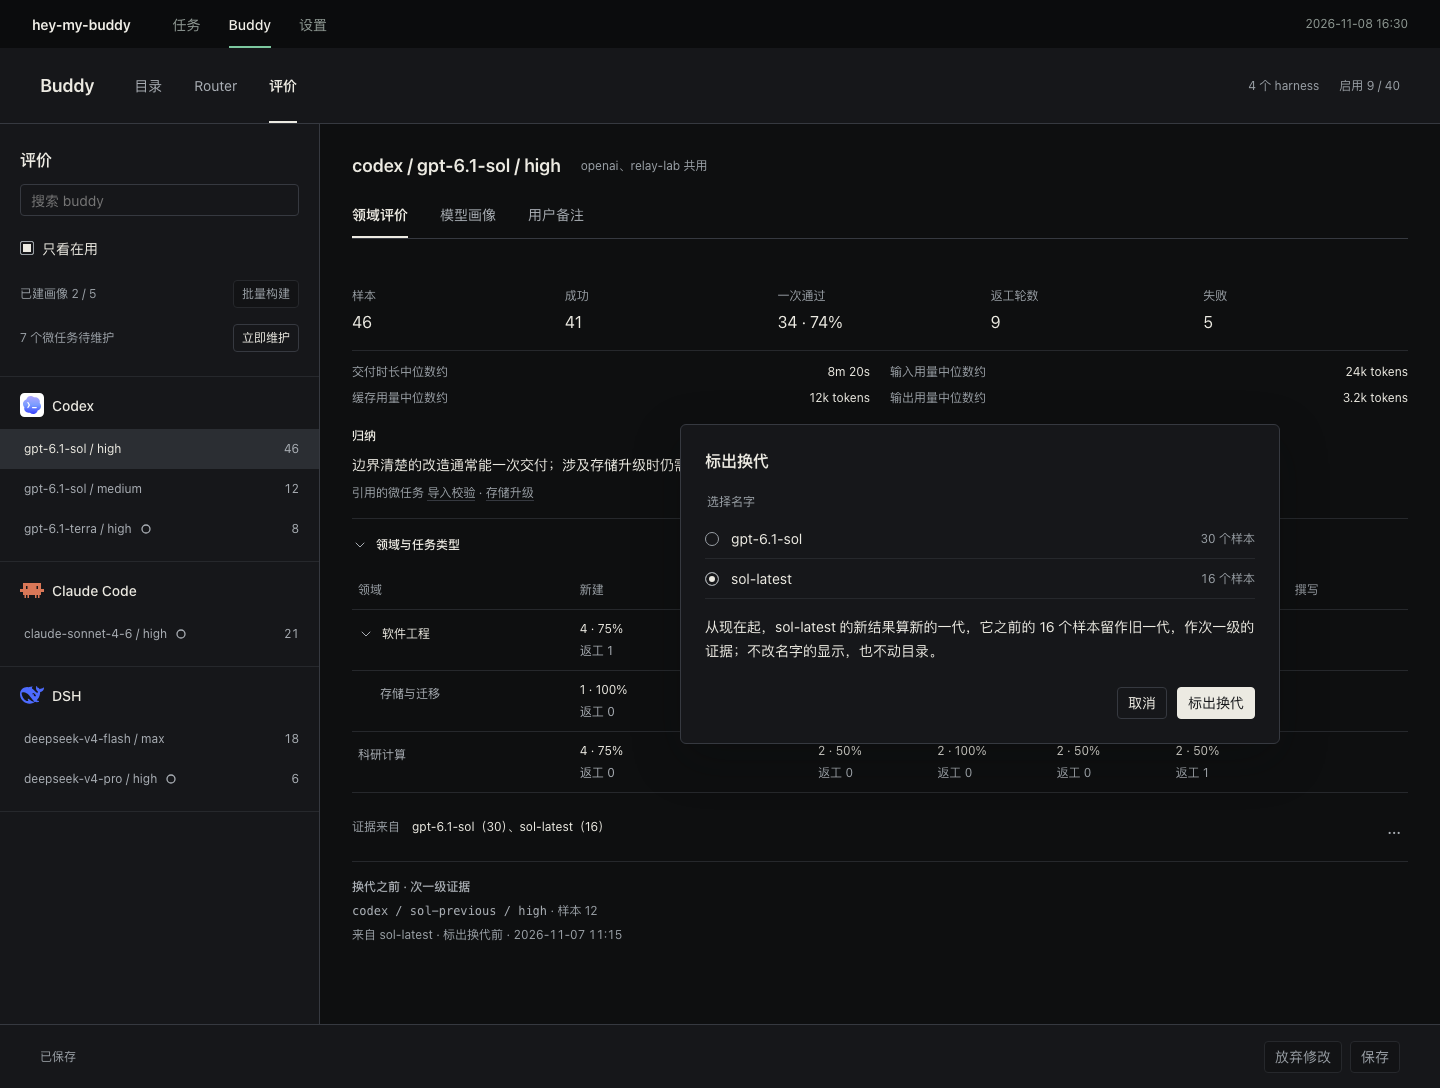 hey-my-buddy 任务 Buddy 设置 2026-11-08 16:30
Buddy 目录 Router 评价 4 个 harness 启用 9 / 40
评价
搜索 buddy
只看在用
已建画像 2 / 5 批量构建
7 个微任务待维护 立即维护
Codex
gpt-6.1-sol / high 46
gpt-6.1-sol / medium 12
gpt-6.1-terra / high 8
Claude Code
claude-sonnet-4-6 / high 21
DSH
deepseek-v4-flash / max 18
deepseek-v4-pro / high 6
codex / gpt-6.1-sol / high openai、relay-lab 共用
领域评价 模型画像 用户备注
样本 成功 一次通过 返工轮数 失败
46 41 34 · 74% 9 5
交付时长中位数约 8m 20s 输入用量中位数约 24k tokens
缓存用量中位数约 12k tokens 输出用量中位数约 3.2k tokens
归纳
边界清楚的改造通常能一次交付；涉及存储升级时仍
引用的微任务 导入校验 · 存储升级
领域与任务类型
领域 新建 撰写
软件工程 4 · 75%
返工 1
存储与迁移 1 · 100%
返工 0
科研计算 4 · 75% 2 · 50% 2 · 100% 2 · 50% 2 · 50%
返工 0 返工 0 返工 0 返工 0 返工 1
标出换代
选择名字
gpt-6.1-sol 30 个样本
sol-latest 16 个样本
从现在起，sol-latest 的新结果算新的一代，它之前的 16 个样本留作旧一代，作次一级的
证据；不改名字的显示，也不动目录。
取消 标出换代
证据来自 gpt-6.1-sol（30）、sol-latest（16） ...
换代之前 · 次一级证据
codex / sol-previous / high · 样本 12
来自 sol-latest · 标出换代前 · 2026-11-07 11:15
已保存 放弃修改 保存